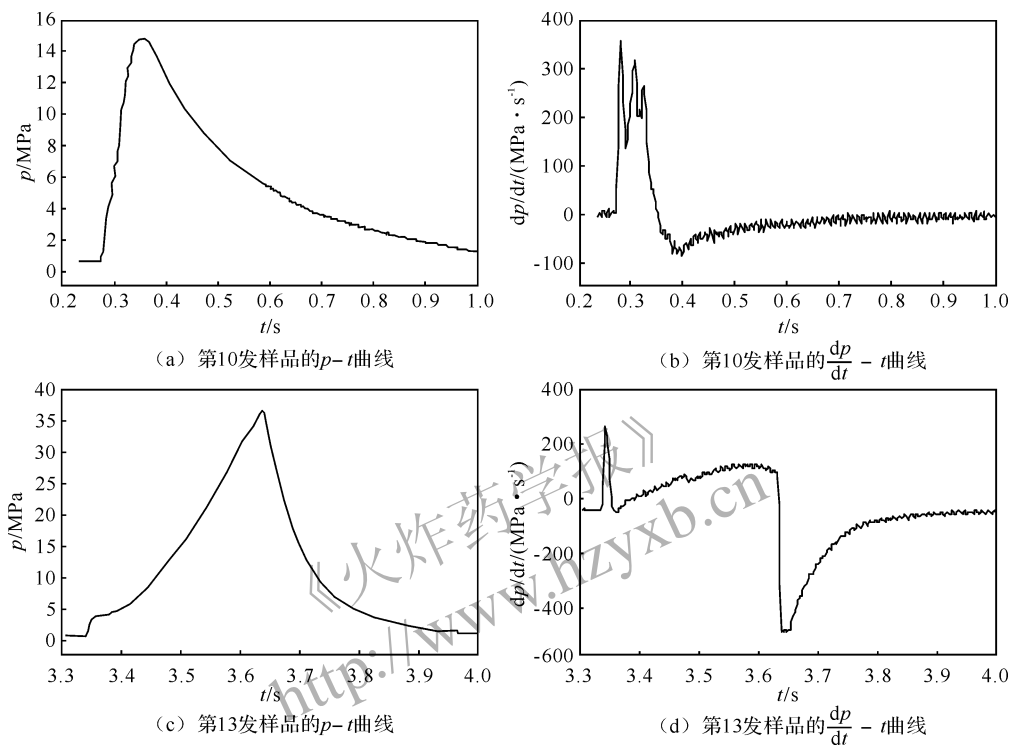 16
14
12
10
8
6
4
2
0
p/MPa
0.2 0.3 0.4 0.5 0.6 0.7 0.8 0.9 1.0
t/s
(a) 第10发样品的p-t曲线
400
300
200
100
0
-100
dp/dt/(MPa·s⁻¹)
0.2 0.3 0.4 0.5 0.6 0.7 0.8 0.9 1.0
t/s
(b) 第10发样品的dp/dt - t曲线
40
35
30
25
20
15
10
5
0
p/MPa
3.3 3.4 3.5 3.6 3.7 3.8 3.9 4.0
t/s
(c) 第13发样品的p-t曲线
400
200
0
-200
-400
-600
dp/dt/(MPa·s⁻¹)
3.3 3.4 3.5 3.6 3.7 3.8 3.9 4.0
t/s
(d) 第13发样品的dp/dt - t曲线
《火炸药学报》
http://www.hzyxb.cn